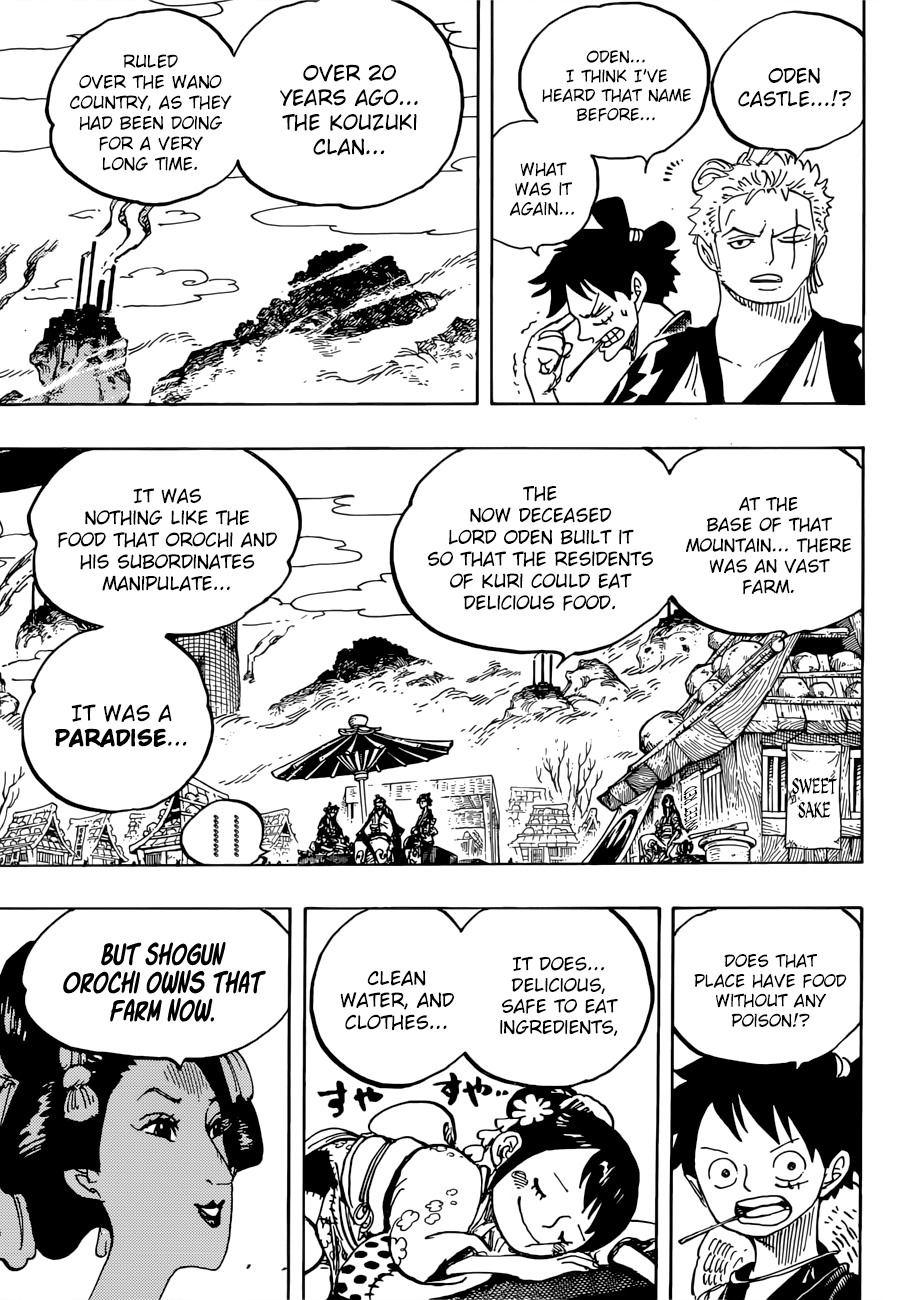 ODEN
CASTLE...!?
ODEN...
I THINK I'VE
HEARD THAT NAME
BEFORE...
WHAT
WAS IT
AGAIN...
OVER 20
YEARS AGO...
THE KOUZUKI
CLAN...
RULED
OVER THE WANO
COUNTRY, AS THEY
HAD BEEN DOING
FOR A VERY
LONG TIME.
AT THE
BASE OF THAT
MOUNTAIN... THERE
WAS AN VAST
FARM.
THE
NOW DECEASED
LORD ODEN BUILT IT
SO THAT THE RESIDENTS
OF KURI COULD EAT
DELICIOUS FOOD.
IT WAS
NOTHING LIKE THE
FOOD THAT OROCHI AND
HIS SUBORDINATES
MANIPULATE...
IT WAS A
PARADISE...
SWEET
SAKE
DOES THAT
PLACE HAVE FOOD
WITHOUT ANY
POISON!?
IT DOES...
DELICIOUS,
SAFE TO EAT
INGREDIENTS,
CLEAN
WATER, AND
CLOTHES...
すや...
すや...
BUT SHOGUN
OROCHI OWNS THAT
FARM NOW.